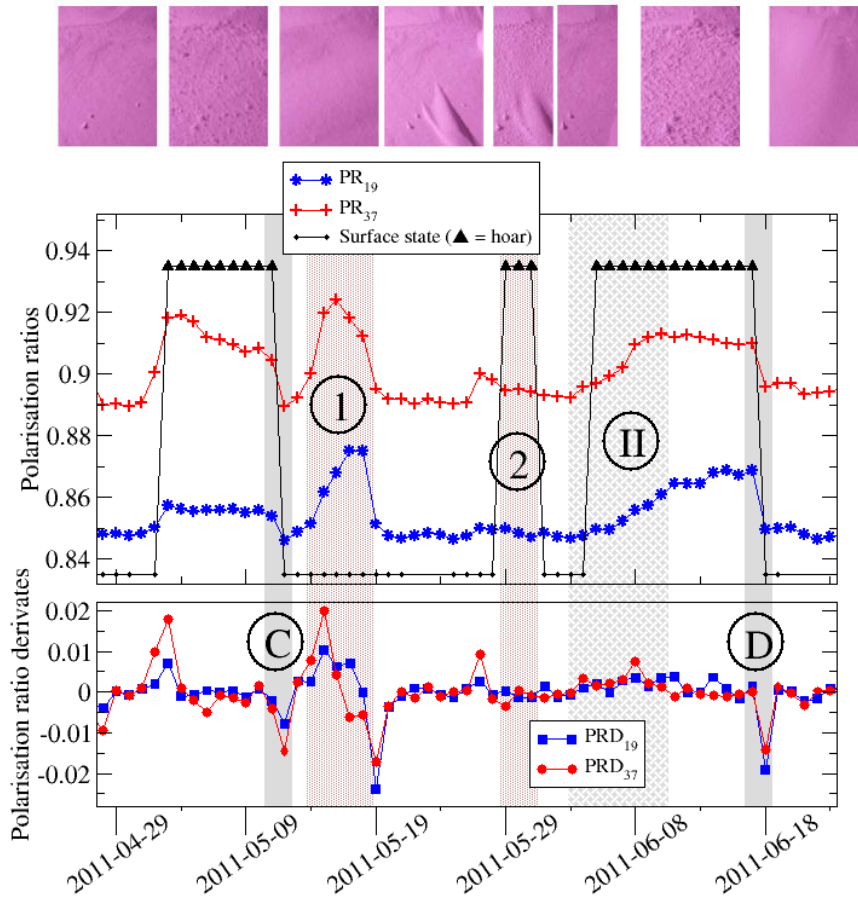 PR19
PR37
Surface state (▲ = hoar)
0.94
0.92
0.9
0.88
0.86
0.84
Polarisation ratios
1
2
II
0.02
0.01
0
-0.01
-0.02
Polarisation ratio derivates
C
D
PRD19
PRD37
2011-04-29
2011-05-09
2011-05-19
2011-05-29
2011-06-08
2011-06-18